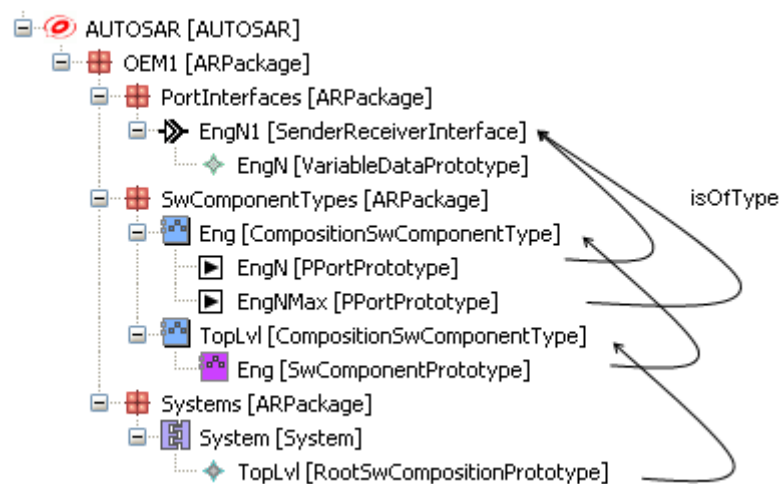 AUTOSAR [AUTOSAR]
OEM1 [ARPackage]
PortInterfaces [ARPackage]
EngN1 [SenderReceiverInterface]
EngN [VariableDataPrototype]
SwComponentTypes [ARPackage]
isOfType
Eng [CompositionSwComponentType]
EngN [PPortPrototype]
EngNMax [PPortPrototype]
TopLvl [CompositionSwComponentType]
Eng [SwComponentPrototype]
Systems [ARPackage]
System [System]
TopLvl [RootSwCompositionPrototype]